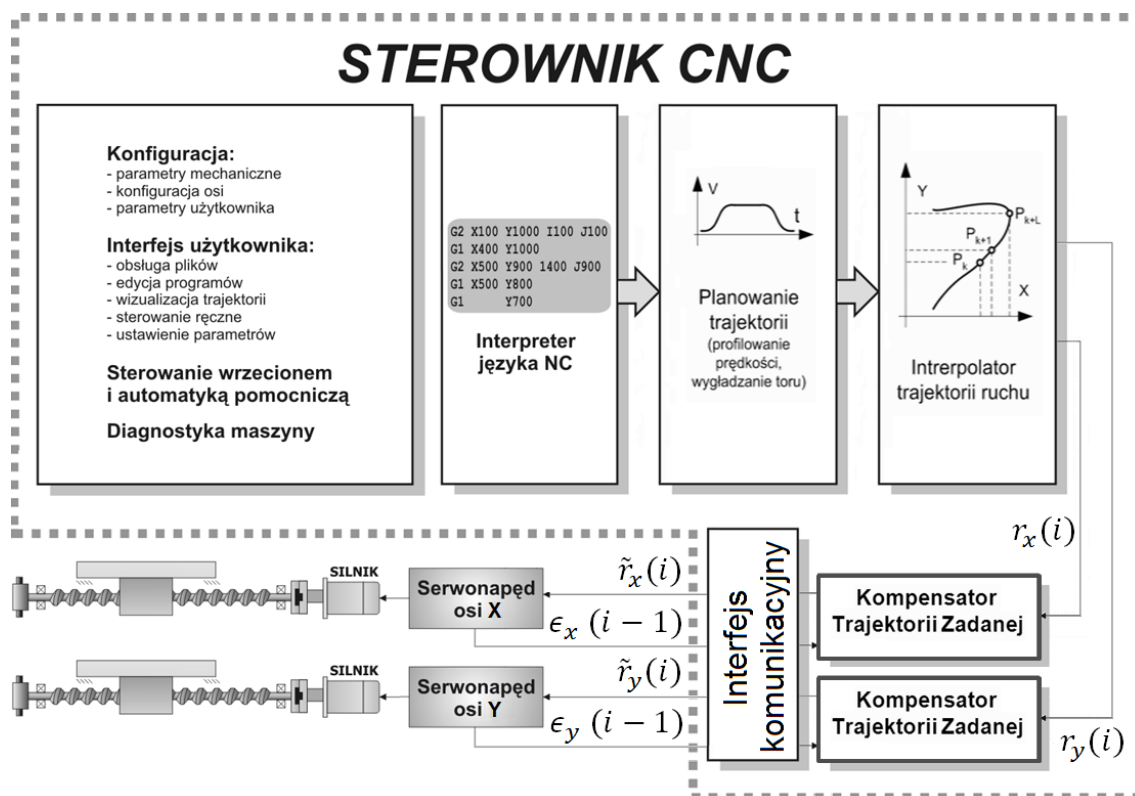 STEROWNIK CNC
Konfiguracja:
- parametry mechaniczne
- konfiguracja osi
- parametry użytkownika
Interfejs użytkownika:
- obsługa plików
- edycja programów
- wizualizacja trajektorii
- sterowanie ręczne
- ustawienie parametrów
Sterowanie wrzecionem
i automatyką pomocniczą
Diagnostyka maszyny
G2 X100 Y1000 I100 J100
G1 X400 Y1000
G2 X500 Y900 1400 J900
G1 X500 Y800
G1 Y700
Interpreter
języka NC
V
t
Planowanie
trajektorii
(profilowanie
prędkości,
wygładzanie toru)
Y
P_{k+L}
P_{k+1}
P_k
X
Intrerpolator
trajektorii ruchu
r_x(i)
SILNIK
Serwonapęd
osi X
r̃_x(i)
ϵ_x (i − 1)
Interfejs
komunikacyjny
Kompensator
Trajektorii Zadanej
SILNIK
Serwonapęd
osi Y
r̃_y(i)
ϵ_y (i − 1)
Kompensator
Trajektorii Zadanej
r_y(i)